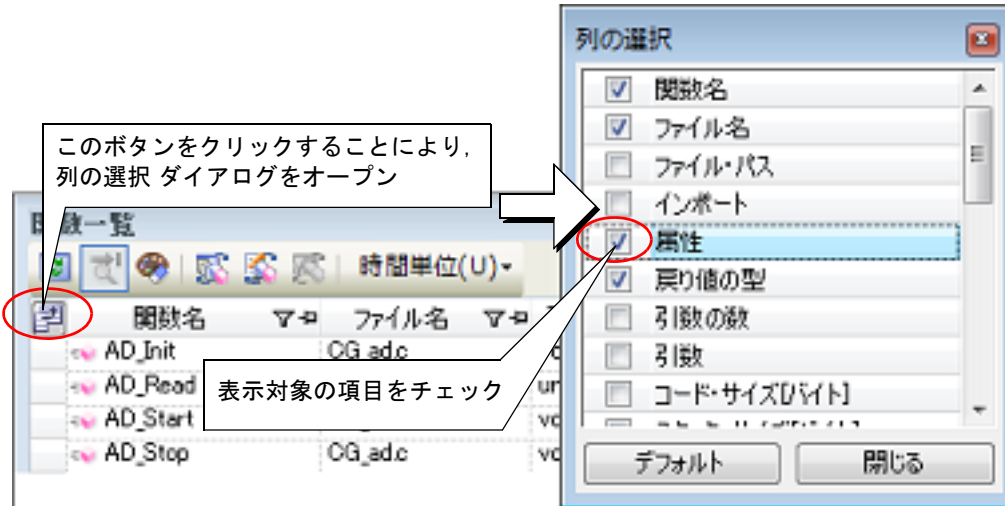 列の選択
関数名
ファイル名
ファイル・パス
インポート
属性
戻り値の型
引数の数
引数
コード・サイズ[バイト]
デフォルト
閉じる
このボタンをクリックすることにより,
列の選択 ダイアログをオープン
関数一覧
時間単位(U)
関数名
ファイル名
AD_Init
CG_ad.c
AD_Read
AD_Start
AD_Stop
CG_ad.c
表示対象の項目をチェック